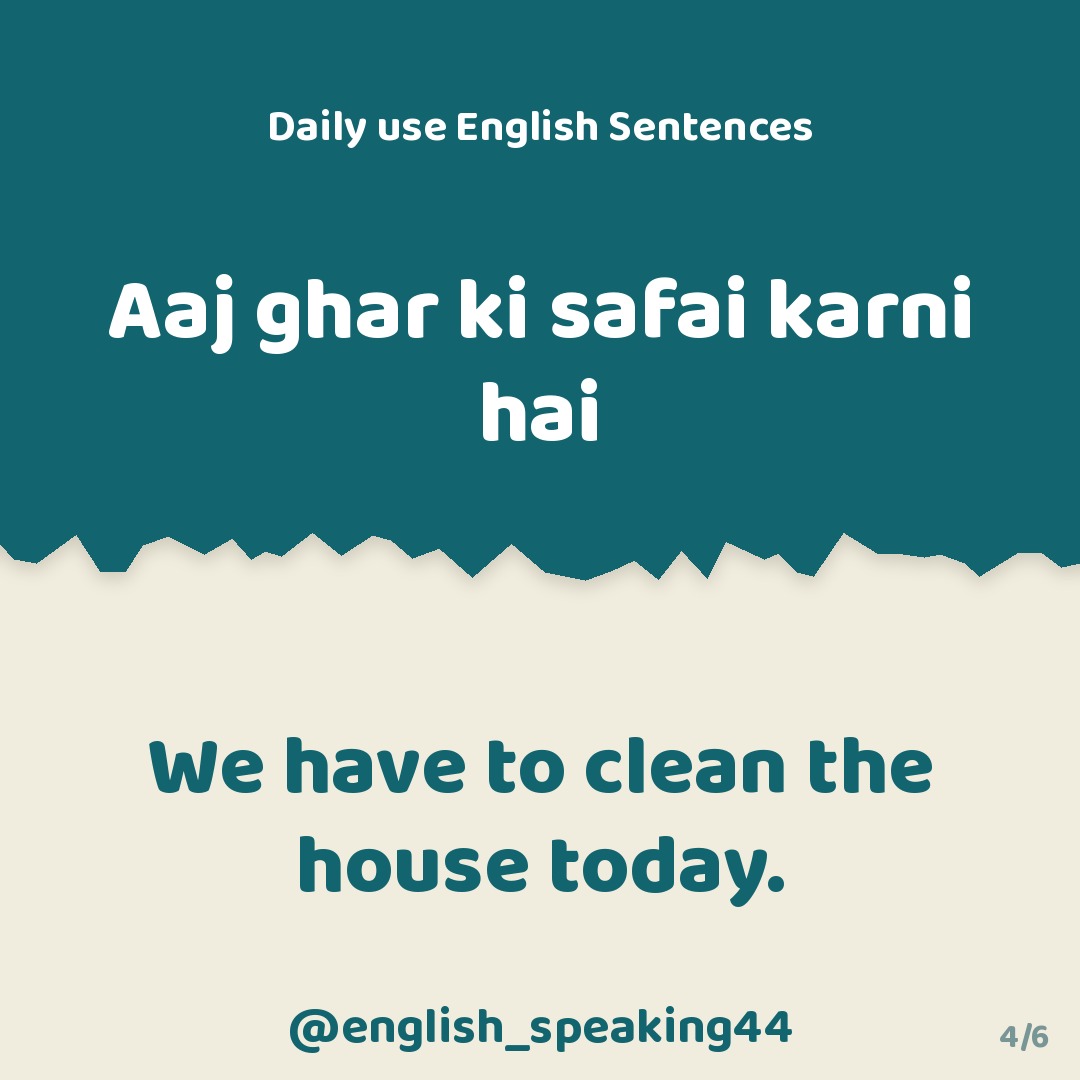 Daily use English Sentences
Aaj ghar ki safai karni
hai
We have to clean the
house today.
@english_speaking44
4/6